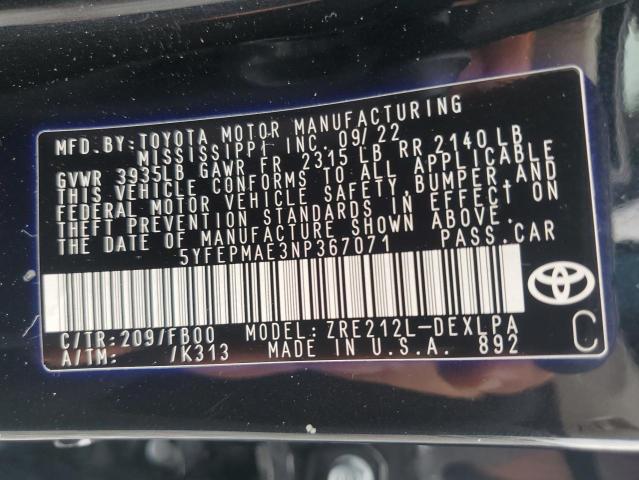 MFD.BY:TOYOTA MOTOR MANUFACTURING
MISSISSIPPI INC. 09/22
GVWR 3935LB GAWR FR 2315 LB RR 2140 LB
THIS VEHICLE CONFORMS TO ALL APPLICABLE
FEDERAL MOTOR VEHICLE SAFETY,BUMPER,AND
THEFT PREVENTION STANDARDS IN EFFECT ON
THE DATE OF MANUFACTURE SHOWN ABOVE.
5YFEPMAE3NP367071 PASS.CAR
C/TR:209/FB00 MODEL:ZRE212L-DEXLPA
A/TM: /K313 MADE IN U.S.A. 892
C